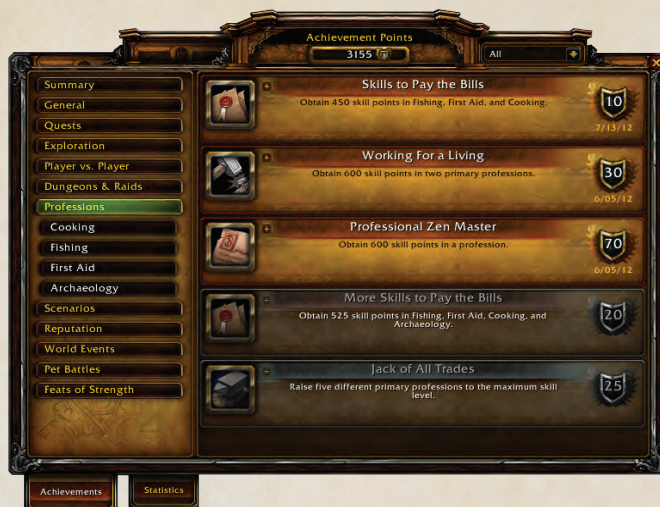 Achievement Points
3155
All
Summary
General
Quests
Exploration
Player vs. Player
Dungeons & Raids
Professions
Cooking
Fishing
First Aid
Archaeology
Scenarios
Reputation
World Events
Pet Battles
Feats of Strength
Skills to Pay the Bills
Obtain 450 skill points in Fishing, First Aid, and Cooking.
10
7/13/12
Working For a Living
Obtain 600 skill points in two primary professions.
30
6/05/12
Professional Zen Master
Obtain 600 skill points in a profession.
70
6/05/12
More Skills to Pay the Bills
Obtain 525 skill points in Fishing, First Aid, Cooking, and
Archaeology.
20
Jack of All Trades
Raise five different primary professions to the maximum skill
level.
25
Achievements
Statistics